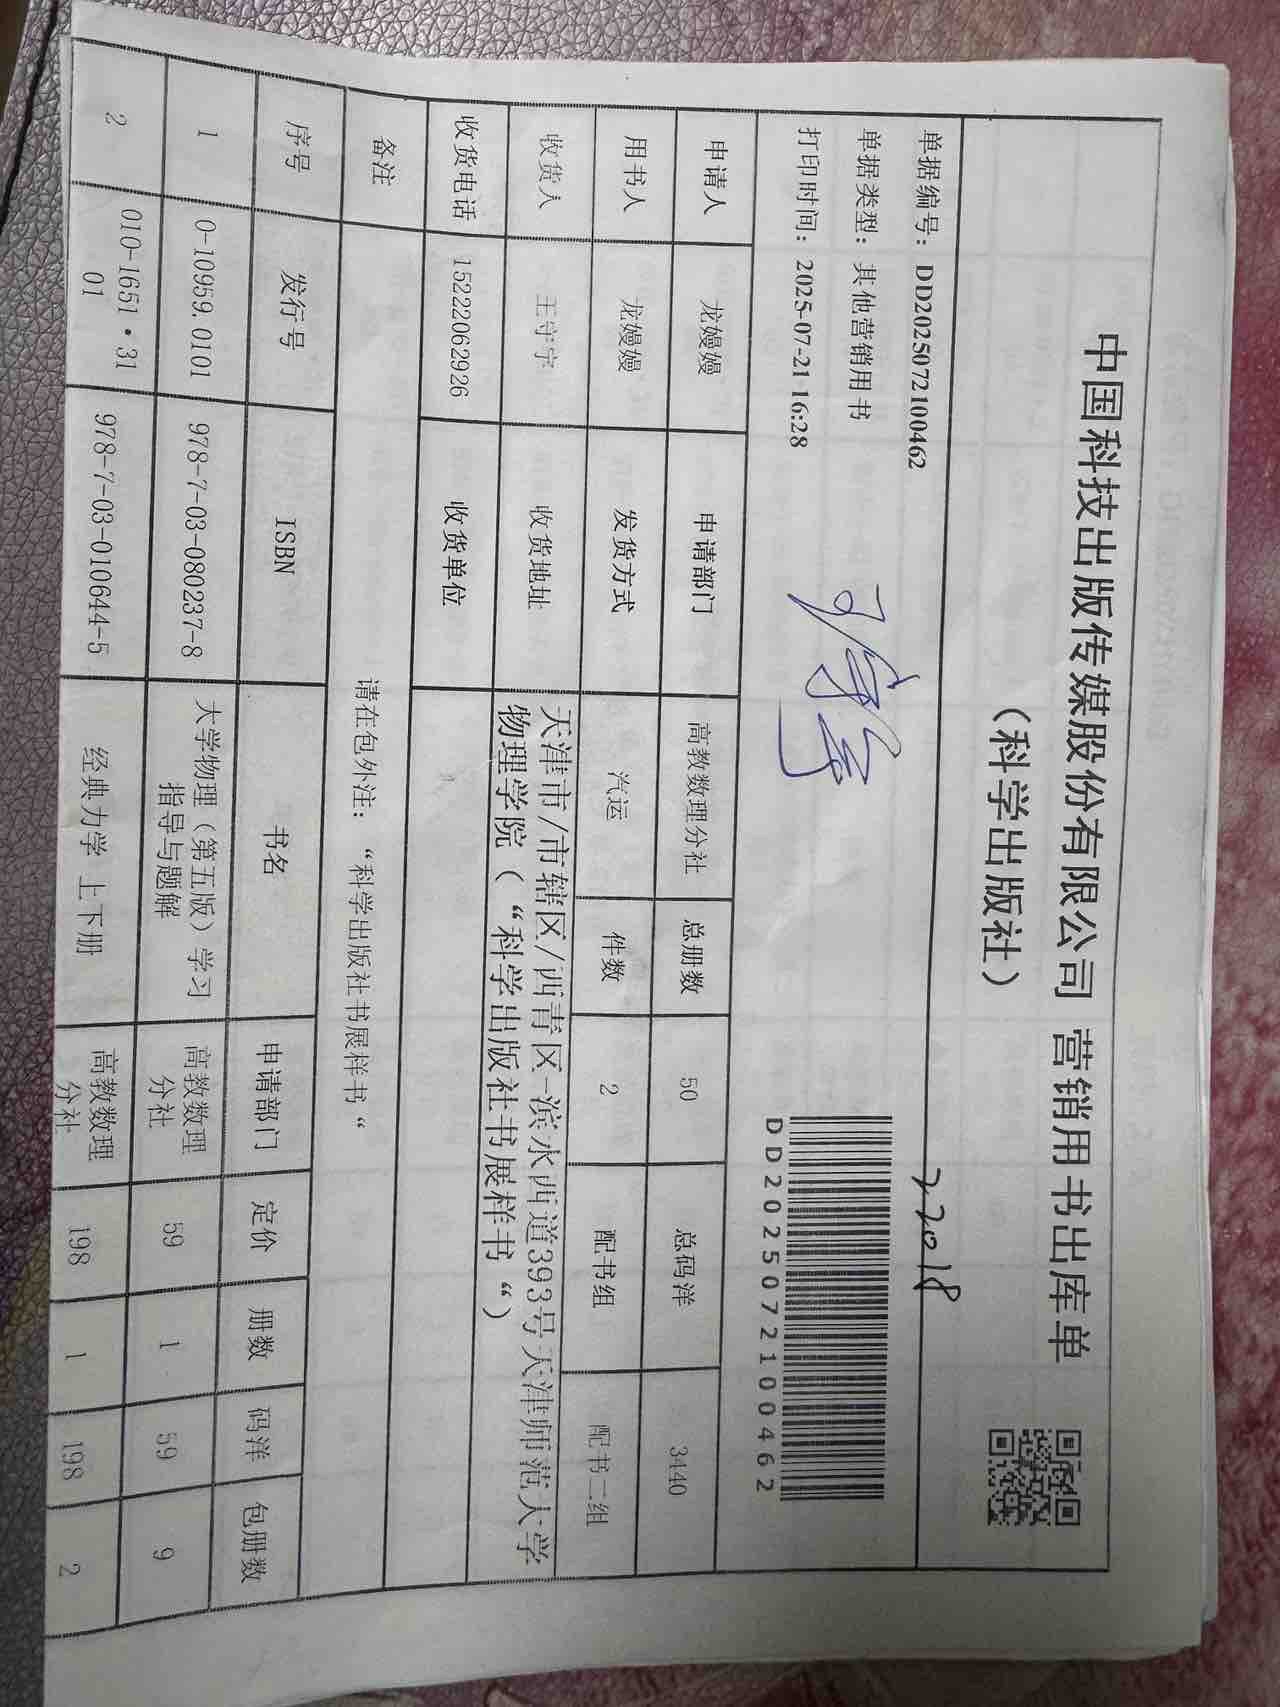 中国科技出版传媒股份有限公司 营销用书出库单
（科学出版社）
22018
单据编号：DD2025072100462
单据类型：其他营销用书
打印时间：2025-07-21 16:28
DD2025072100462
申请人 龙嫚嫚 申请部门 高教数理分社 总册数 50 总码洋 3440
用书人 龙嫚嫚 发货方式 汽运 件数 2 配书组 配书二组
收货人 王守宇 收货地址 天津市/市辖区/西青区-滨水西道393号天津师范大学
物理学院（“科学出版社书展样书“）
收货电话 15222062926 收货单位
备注 请在包外注：“科学出版社书展样书“
序号 发行号 ISBN 书名 申请部门 定价 册数 码洋 包册数
1 0-10959.0101 978-7-03-080237-8 大学物理（第五版）学习
指导与题解 高教数理
分社 59 1 59 9
2 010-1651·31
01 978-7-03-010644-5 经典力学 上下册 高教数理
分社 198 1 198 2